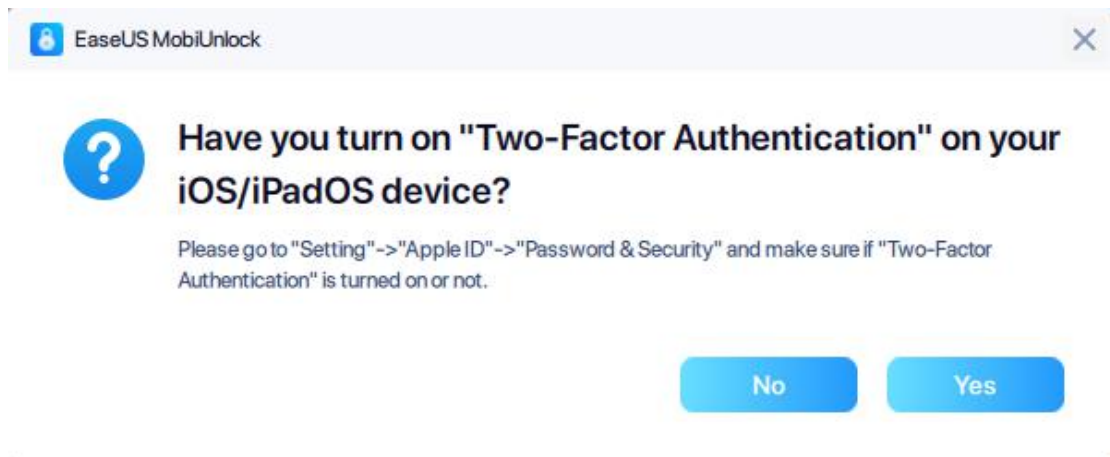 EaseUS MobiUnlock
Have you turn on "Two-Factor Authentication" on your
iOS/iPadOS device?
Please go to "Setting"->"Apple ID"->"Password & Security" and make sure if "Two-Factor
Authentication" is turned on or not.
No
Yes